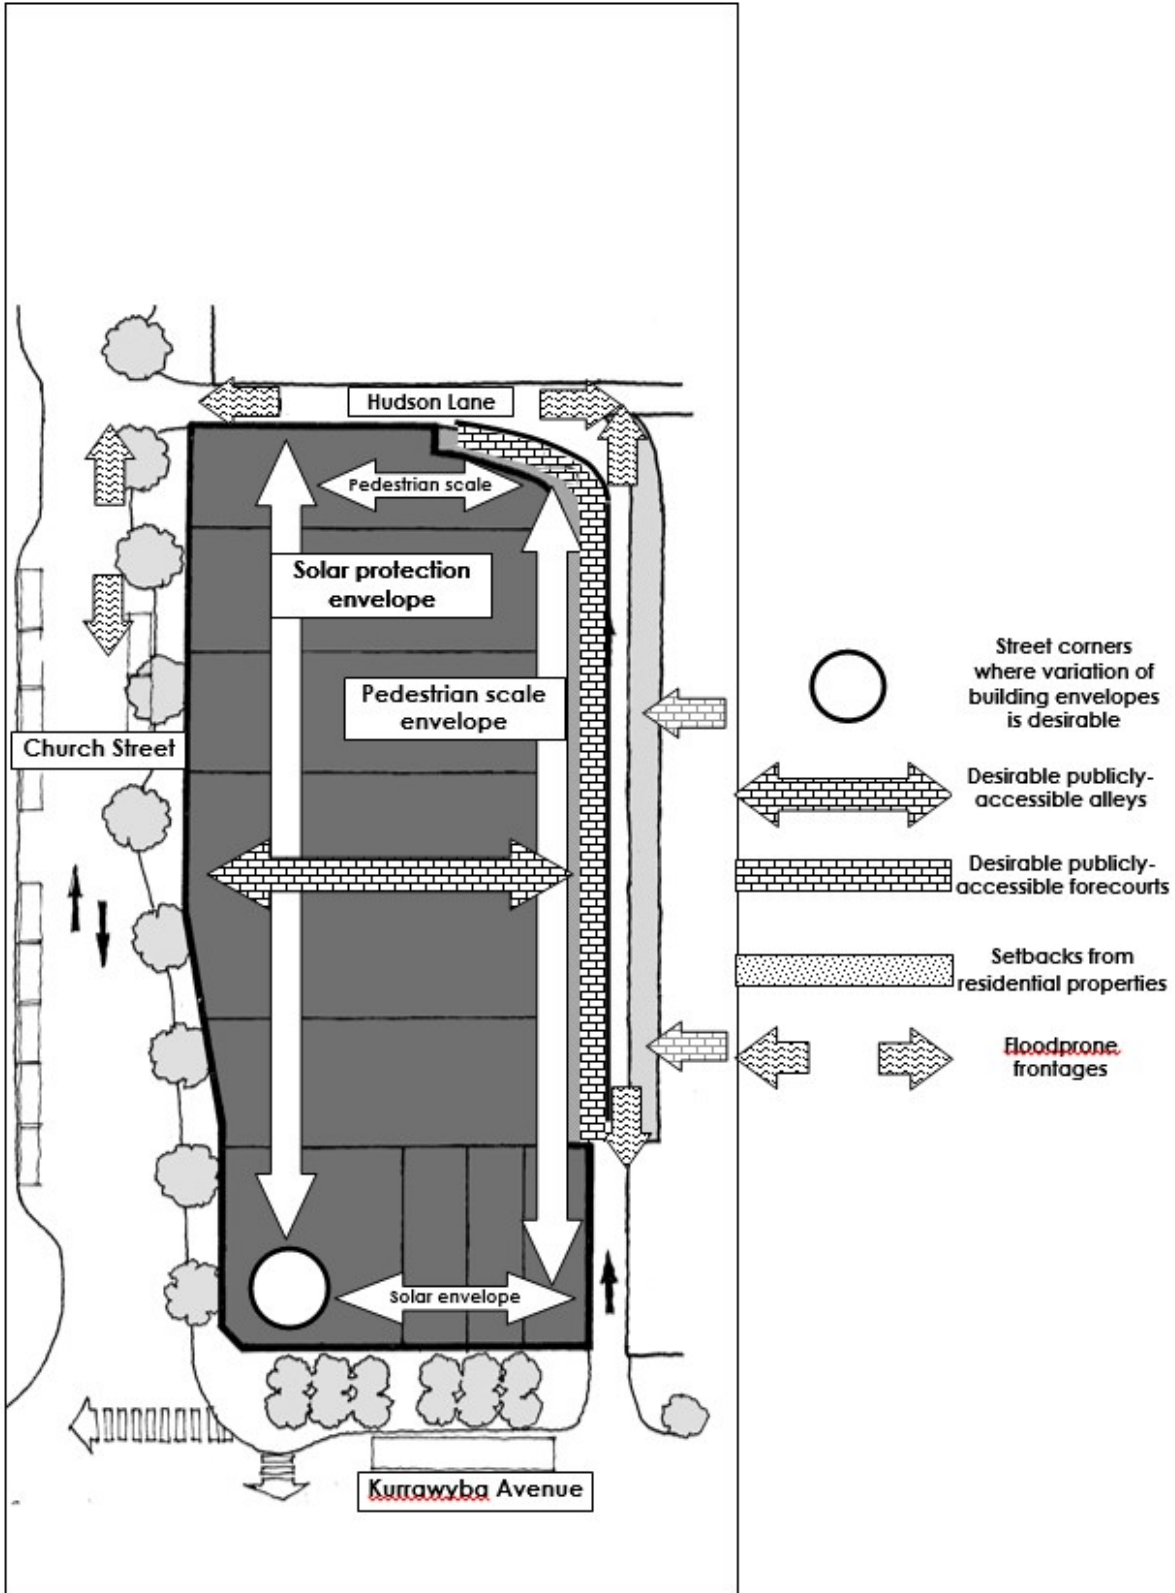 Hudson Lane
Pedestrian scale
Solar protection
envelope
Pedestrian scale
envelope
Church Street
Solar envelope
Kurrawyba Avenue
Street corners
where variation of
building envelopes
is desirable
Desirable publicly-
accessible alleys
Desirable publicly-
accessible forecourts
Setbacks from
residential properties
Floodprone
frontages